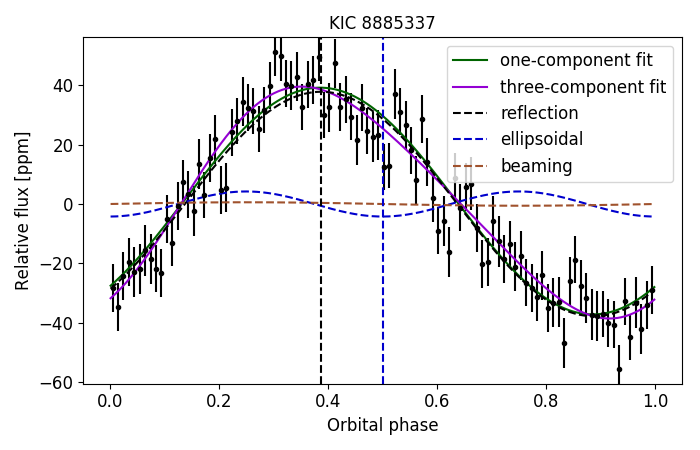 KIC 8885337
one-component fit
three-component fit
reflection
ellipsoidal
beaming
Relative flux [ppm]
40
20
0
−20
−40
−60
0.0 0.2 0.4 0.6 0.8 1.0
Orbital phase